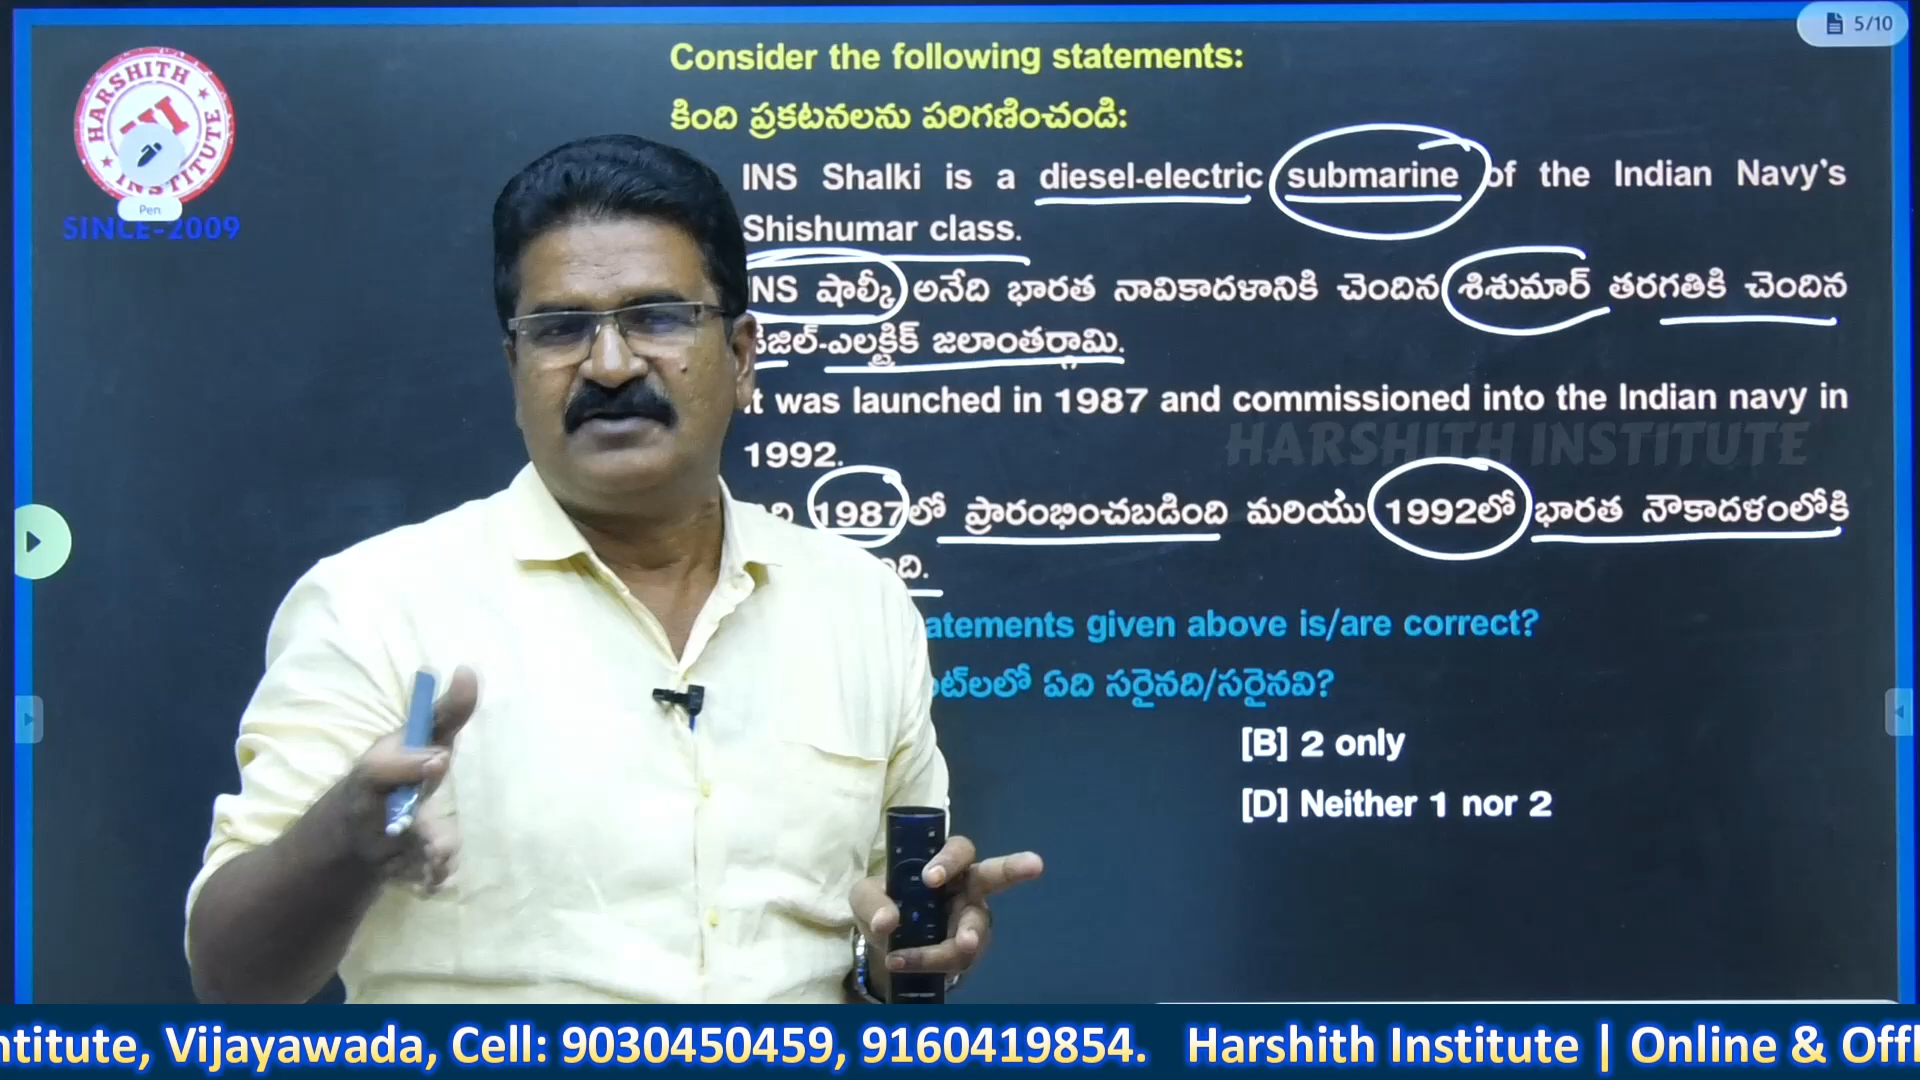 5/10
HARSHITH
INSTITUTE
Pen
SINCE-2009
Consider the following statements:
కింది ప్రకటనలను పరిగణించండి:
INS Shalki is a diesel-electric submarine of the Indian Navy's
Shishumar class.
INS షాల్కీ అనేది భారత నావికాదళానికి చెందిన శిశుమార్ తరగతికి చెందిన
డీజిల్-ఎలక్ట్రిక్ జలాంతర్గామి.
It was launched in 1987 and commissioned into the Indian navy in
HARSHITH INSTITUTE
1992.
1987లో ప్రారంభించబడింది మరియు 1992లో భారత నౌకాదళంలోకి
atements given above is/are correct?
ఏది సరైనది/సరైనవి?
[B] 2 only
[D] Neither 1 nor 2
ntitute, Vijayawada, Cell: 9030450459, 9160419854. Harshith Institute | Online & Offl